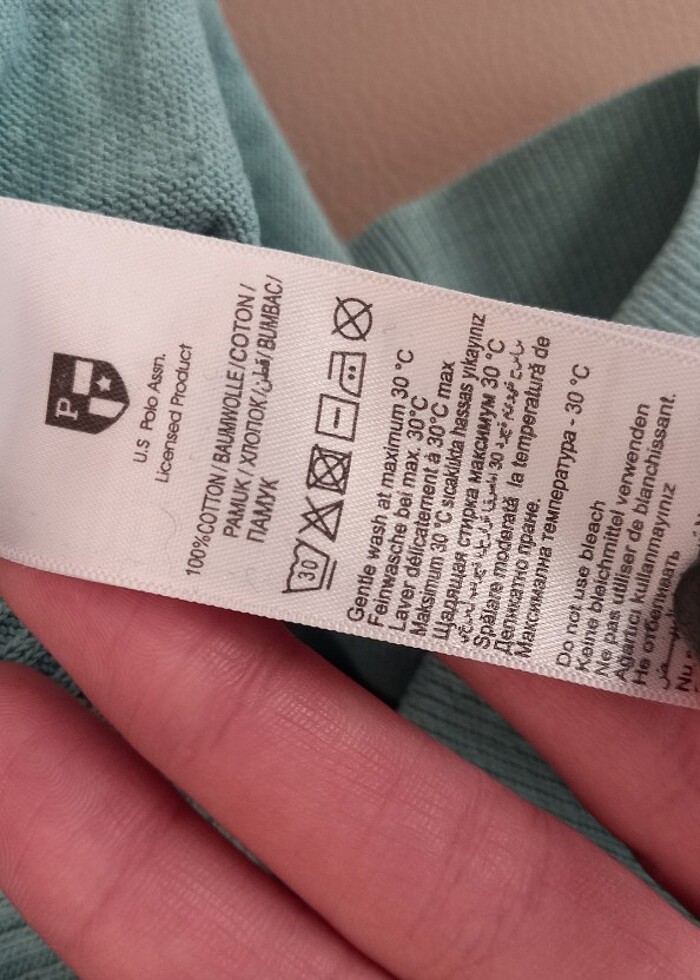 P
U.S Polo Assn.
Licensed Product
100%COTTON/BAUMWOLLE/COTON/
PAMUK/ХЛОПОК/قطن/BUMBAC/
ПАМУК
30
Gentle wash at maximum 30 °C
Feinwasche bei max. 30°C
Laver délicatement à 30°C max
Maksimum 30 °C sıcaklıkta hassas yıkayınız
Щадящая стирка максимум 30 °C
30
Spălare moderată la temperatură de
Деликатно пране.
Максимална температура - 30 °C
Do not use bleach
Keine bleichmittel verwenden
Ne pas utiliser de blanchissant.
Ağartıcı kullanmayınız
Не отбеливать
Nu